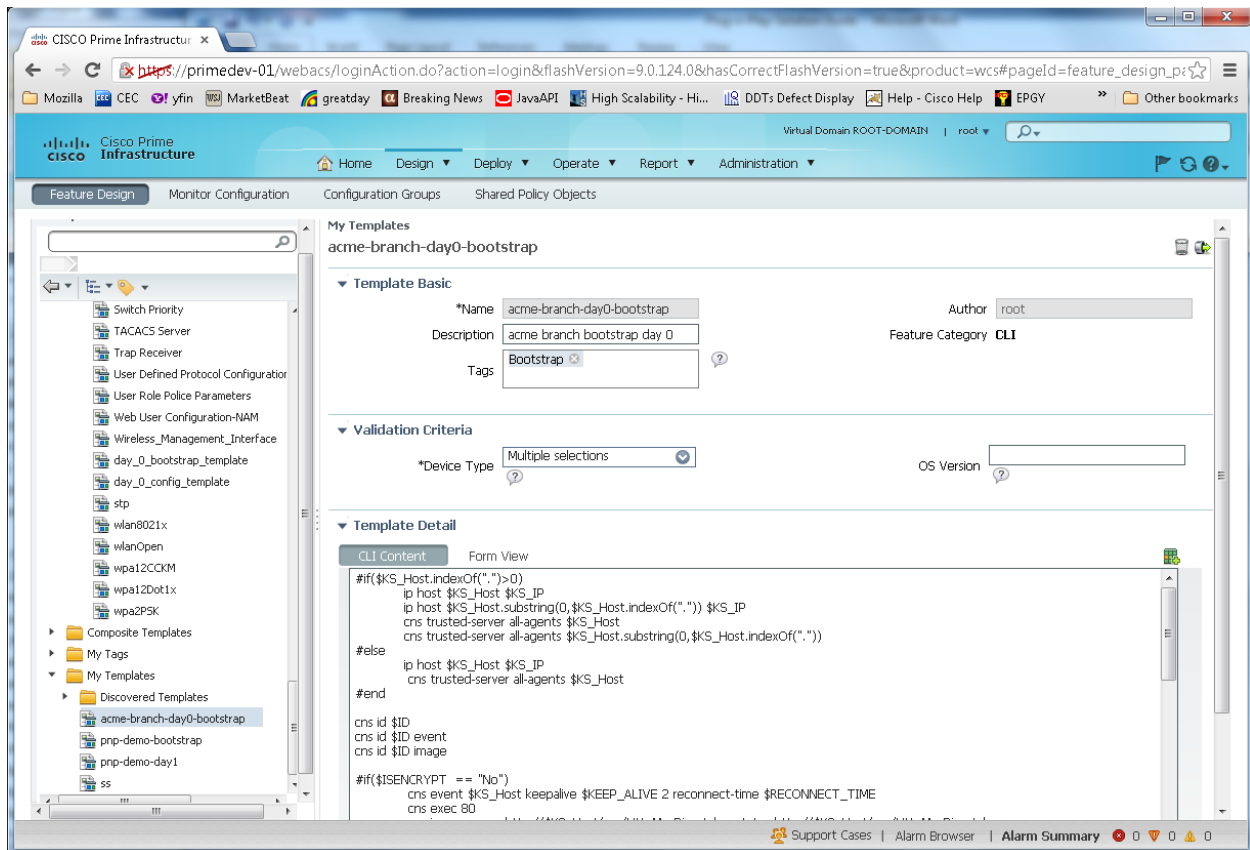 CISCO Prime Infrastructur ×
https://primedev-01/webacs/loginAction.do?action=login&flashVersion=9.0.124.0&hasCorrectFlashVersion=true&product=wcs#pageId=feature_design_pa
Mozilla CEC yfin MarketBeat greatday Breaking News JavaAPI High Scalability - Hi... DDTs Defect Display Help - Cisco Help EPGY » Other bookmarks
Virtual Domain ROOT-DOMAIN | root
CISCO Cisco Prime Infrastructure
Home Design Deploy Operate Report Administration
Feature Design Monitor Configuration Configuration Groups Shared Policy Objects
Switch Priority
TACACS Server
Trap Receiver
User Defined Protocol Configuration
User Role Police Parameters
Web User Configuration-NAM
Wireless_Management_Interface
day_0_bootstrap_template
day_0_config_template
stp
wlan8021x
wlanOpen
wpa12CCKM
wpa12Dot1x
wpa2PSK
Composite Templates
My Tags
My Templates
Discovered Templates
acme-branch-day0-bootstrap
pnp-demo-bootstrap
pnp-demo-day1
ss
My Templates
acme-branch-day0-bootstrap
Template Basic
*Name acme-branch-day0-bootstrap Author root
Description acme branch bootstrap day 0 Feature Category CLI
Tags Bootstrap
Validation Criteria
*Device Type Multiple selections OS Version
Template Detail
CLI Content Form View
#if($KS_Host.indexOf(".")>0)
ip host $KS_Host $KS_IP
ip host $KS_Host.substring(0,$KS_Host.indexOf(".")) $KS_IP
cns trusted-server all-agents $KS_Host
cns trusted-server all-agents $KS_Host.substring(0,$KS_Host.indexOf("."))
#else
ip host $KS_Host $KS_IP
cns trusted-server all-agents $KS_Host
#end
cns id $ID
cns id $ID event
cns id $ID image
#if($ISENCRYPT == "No")
cns event $KS_Host keepalive $KEEP_ALIVE 2 reconnect-time $RECONNECT_TIME
cns exec 80
Support Cases | Alarm Browser | Alarm Summary 0 0 0